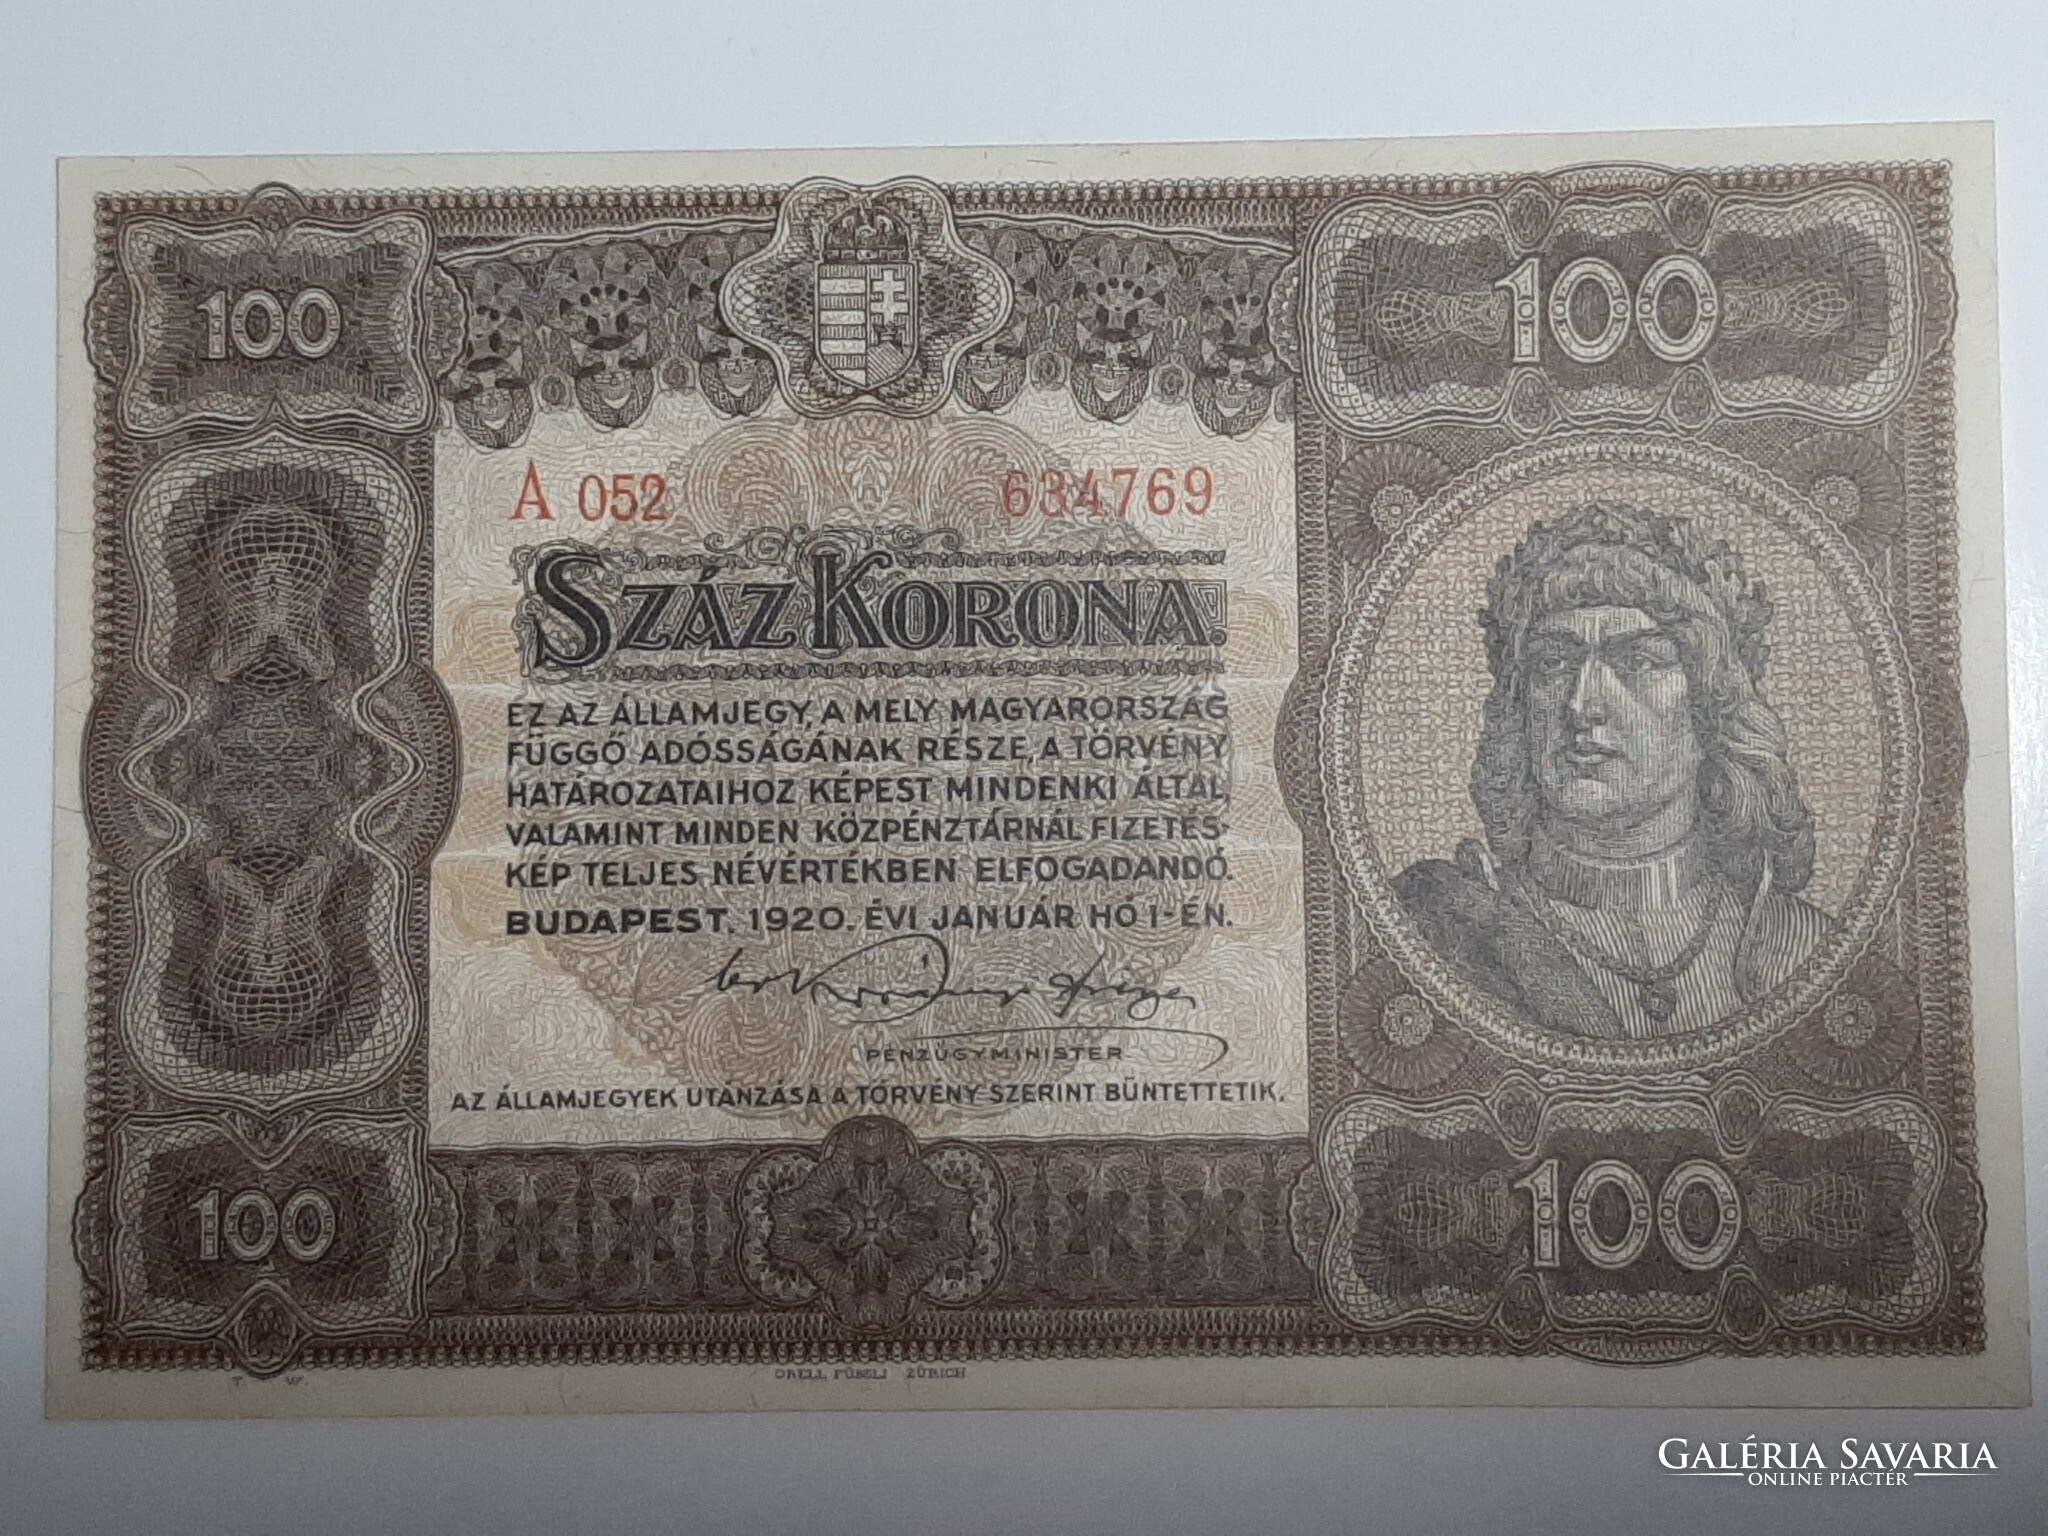 100
100
A 052 634769
SZÁZ KORONA.
EZ AZ ÁLLAMJEGY, A MELY MAGYARORSZÁG
FÜGGŐ ADÓSSÁGÁNAK RÉSZE, A TÖRVÉNY
HATÁROZATAIHOZ KÉPEST MINDENKI ÁLTAL,
VALAMINT MINDEN KÖZPÉNZTÁRNÁL FIZETÉS-
KÉP TELJES NÉVÉRTÉKBEN ELFOGADANDÓ.
BUDAPEST, 1920. ÉVI JANUÁR HÓ 1-ÉN.
PÉNZÜGYMINISTER
AZ ÁLLAMJEGYEK UTÁNZÁSA A TÖRVÉNY SZERINT BÜNTETTETIK.
100
100
T. W.
ORELL FÜSSLI ZÜRICH
GALÉRIA SAVARIA
ONLINE PIACTÉR